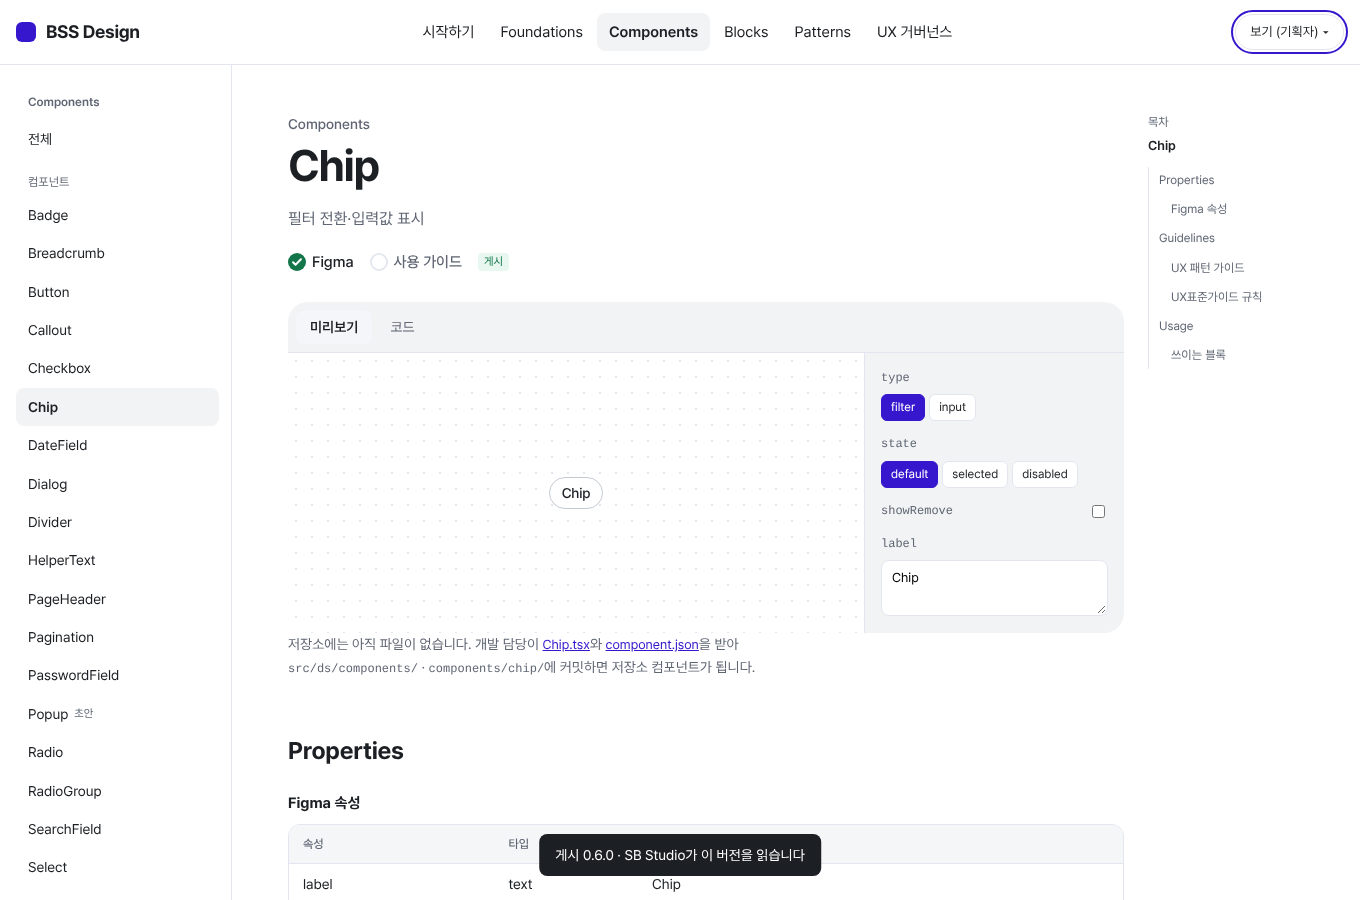 BSS Design
시작하기
Foundations
Components
Blocks
Patterns
UX 거버넌스
보기 (기획자)
Components
전체
컴포넌트
Badge
Breadcrumb
Button
Callout
Checkbox
Chip
DateField
Dialog
Divider
HelperText
PageHeader
Pagination
PasswordField
Popup 초안
Radio
RadioGroup
SearchField
Select
Components
Chip
필터 전환·입력값 표시
Figma
사용 가이드
게시
미리보기
코드
Chip
type
filter
input
state
default
selected
disabled
showRemove
label
Chip
저장소에는 아직 파일이 없습니다. 개발 담당이 Chip.tsx와 component.json을 받아
src/ds/components/ · components/chip/에 커밋하면 저장소 컴포넌트가 됩니다.
Properties
Figma 속성
속성
타입
label
text
Chip
게시 0.6.0 · SB Studio가 이 버전을 읽습니다
목차
Chip
Properties
Figma 속성
Guidelines
UX 패턴 가이드
UX표준가이드 규칙
Usage
쓰이는 블록